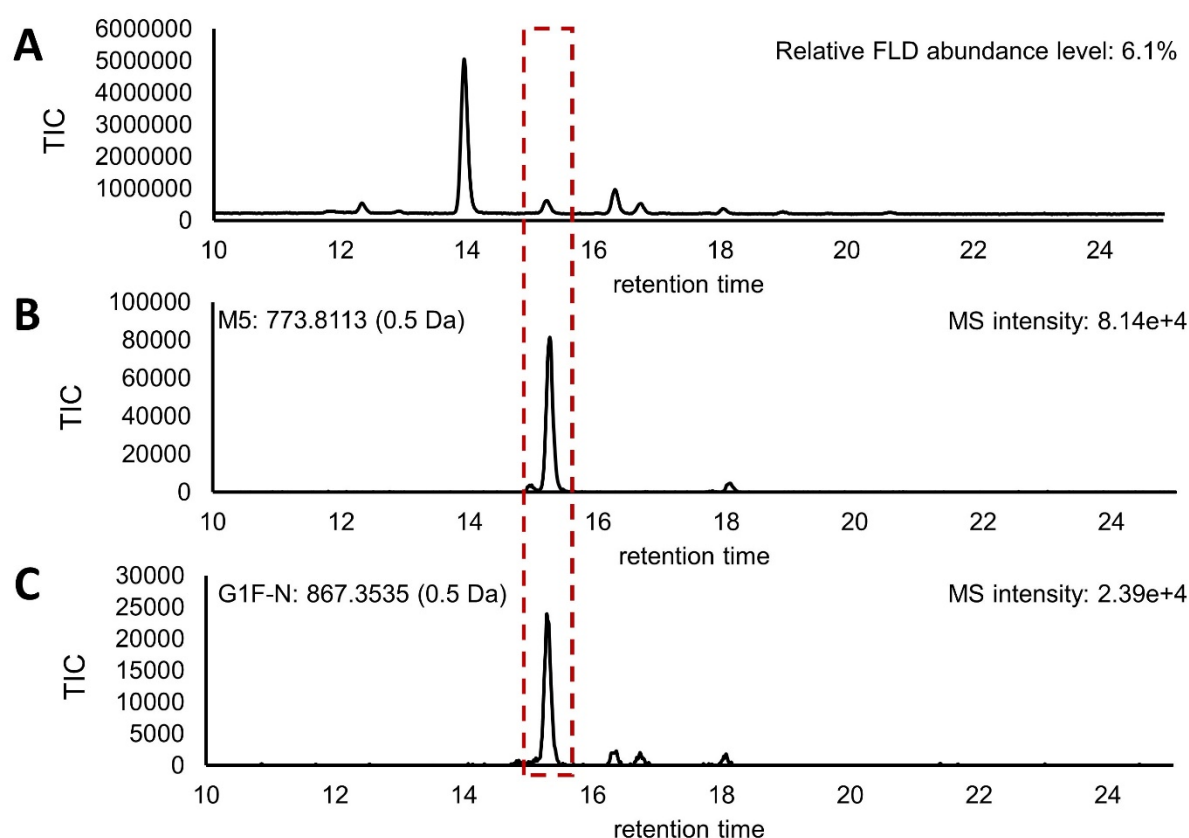 A
6000000
Relative FLD abundance level: 6.1%
5000000
4000000
TIC
3000000
2000000
1000000
0
10 12 14 16 18 20 22 24
retention time
B
100000
M5: 773.8113 (0.5 Da)
MS intensity: 8.14e+4
80000
60000
TIC
40000
20000
0
10 12 14 16 18 20 22 24
retention time
C
30000
G1F-N: 867.3535 (0.5 Da)
MS intensity: 2.39e+4
25000
20000
TIC
15000
10000
5000
0
10 12 14 16 18 20 22 24
retention time